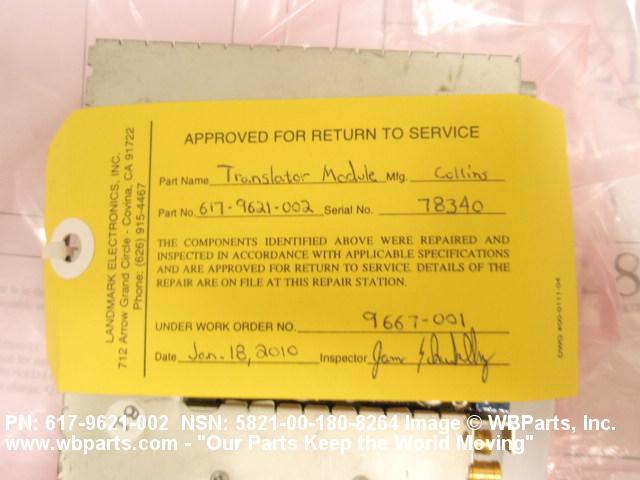 APPROVED FOR RETURN TO SERVICE
Part Name Translator Module Mfg. Collins
Part No. 617-9621-002 Serial No. 78340
THE COMPONENTS IDENTIFIED ABOVE WERE REPAIRED AND
INSPECTED IN ACCORDANCE WITH APPLICABLE SPECIFICATIONS
AND ARE APPROVED FOR RETURN TO SERVICE. DETAILS OF THE
REPAIR ARE ON FILE AT THIS REPAIR STATION.
UNDER WORK ORDER NO. 9667-001
Date Jan. 18, 2010 Inspector
LANDMARK ELECTRONICS, INC.
712 Arrow Grand Circle - Covina, CA 91722
Phone: (626) 915-4467
DWG #00-0111-04
PN: 617-9621-002 NSN: 5821-00-180-8264 Image © WBParts, Inc.
www.wbparts.com - "Our Parts Keep the World Moving"